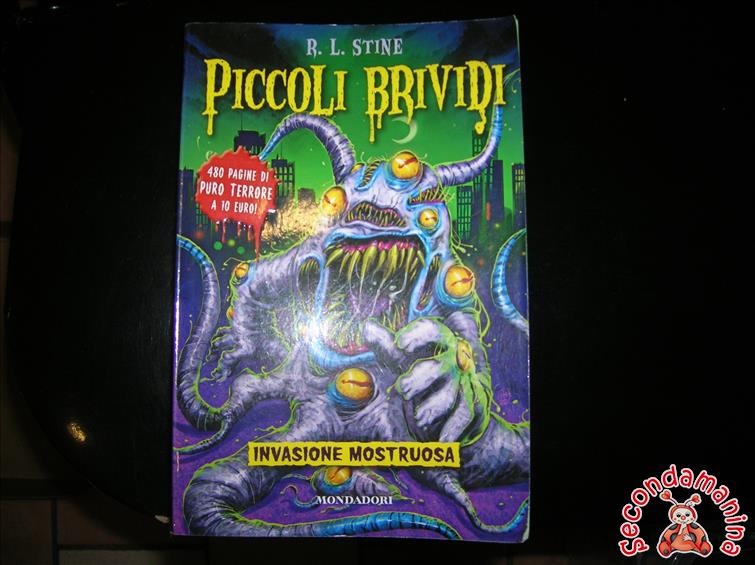 R. L. STINE
PICCOLI BRIVIDI
480 PAGINE DI
PURO TERRORE
A 10 EURO!
INVASIONE MOSTRUOSA
MONDADORI
secondamanina